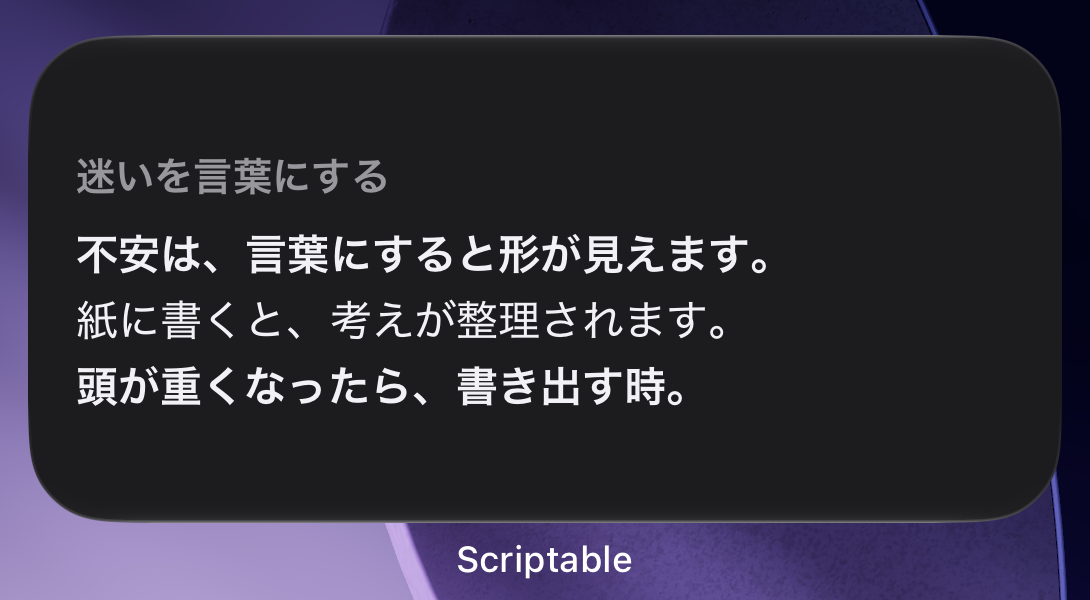 迷いを言葉にする
不安は、言葉にすると形が見えます。
紙に書くと、考えが整理されます。
頭が重くなったら、書き出す時。
Scriptable